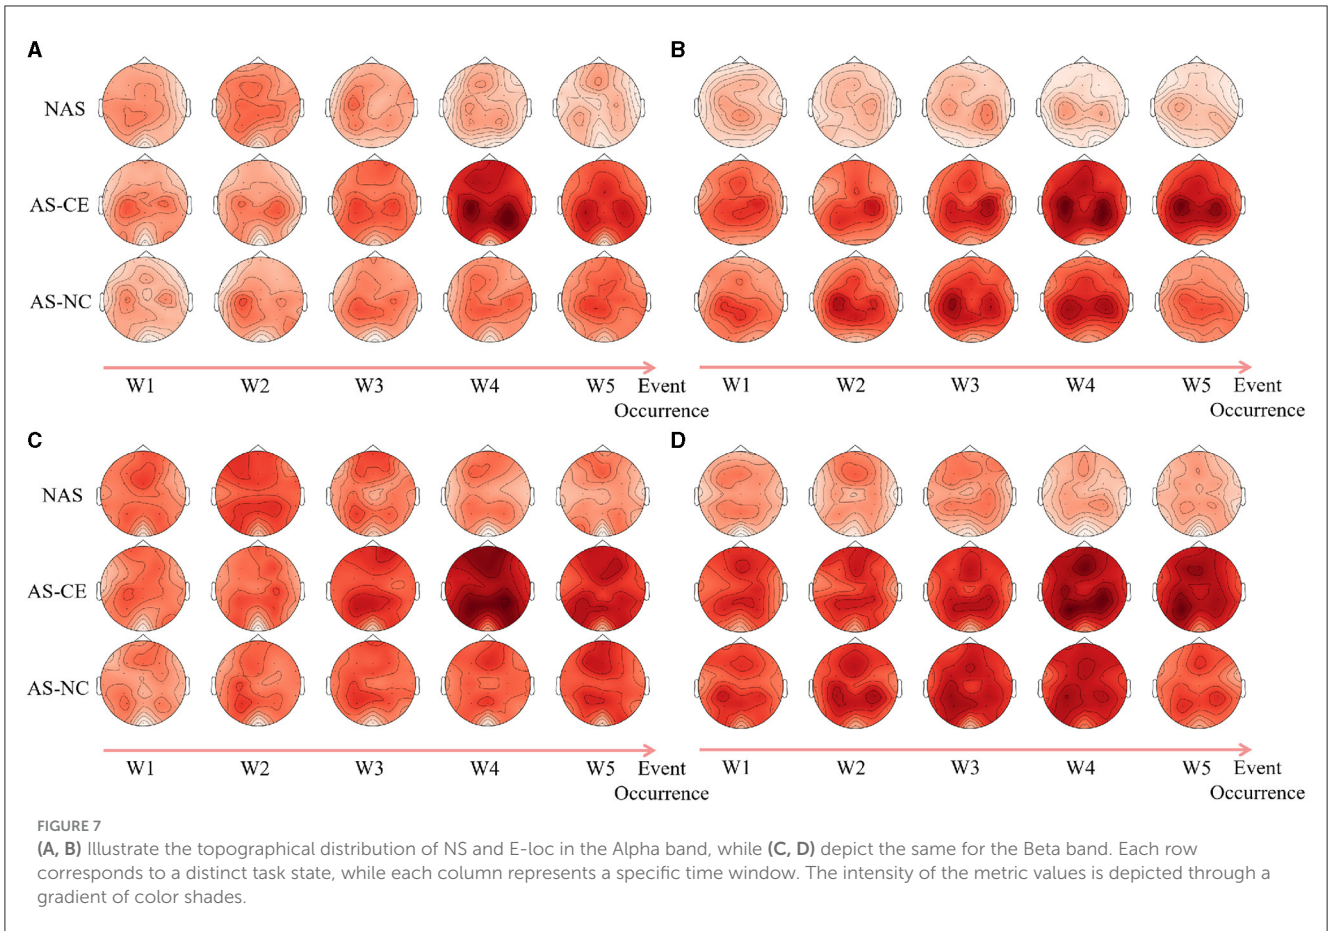 A
B
NAS
AS-CE
AS-NC
W1 W2 W3 W4 W5 Event
Occurrence
W1 W2 W3 W4 W5 Event
Occurrence
C
D
NAS
AS-CE
AS-NC
W1 W2 W3 W4 W5 Event
Occurrence
W1 W2 W3 W4 W5 Event
Occurrence
FIGURE 7
(A, B) Illustrate the topographical distribution of NS and E-loc in the Alpha band, while (C, D) depict the same for the Beta band. Each row
corresponds to a distinct task state, while each column represents a specific time window. The intensity of the metric values is depicted through a
gradient of color shades.